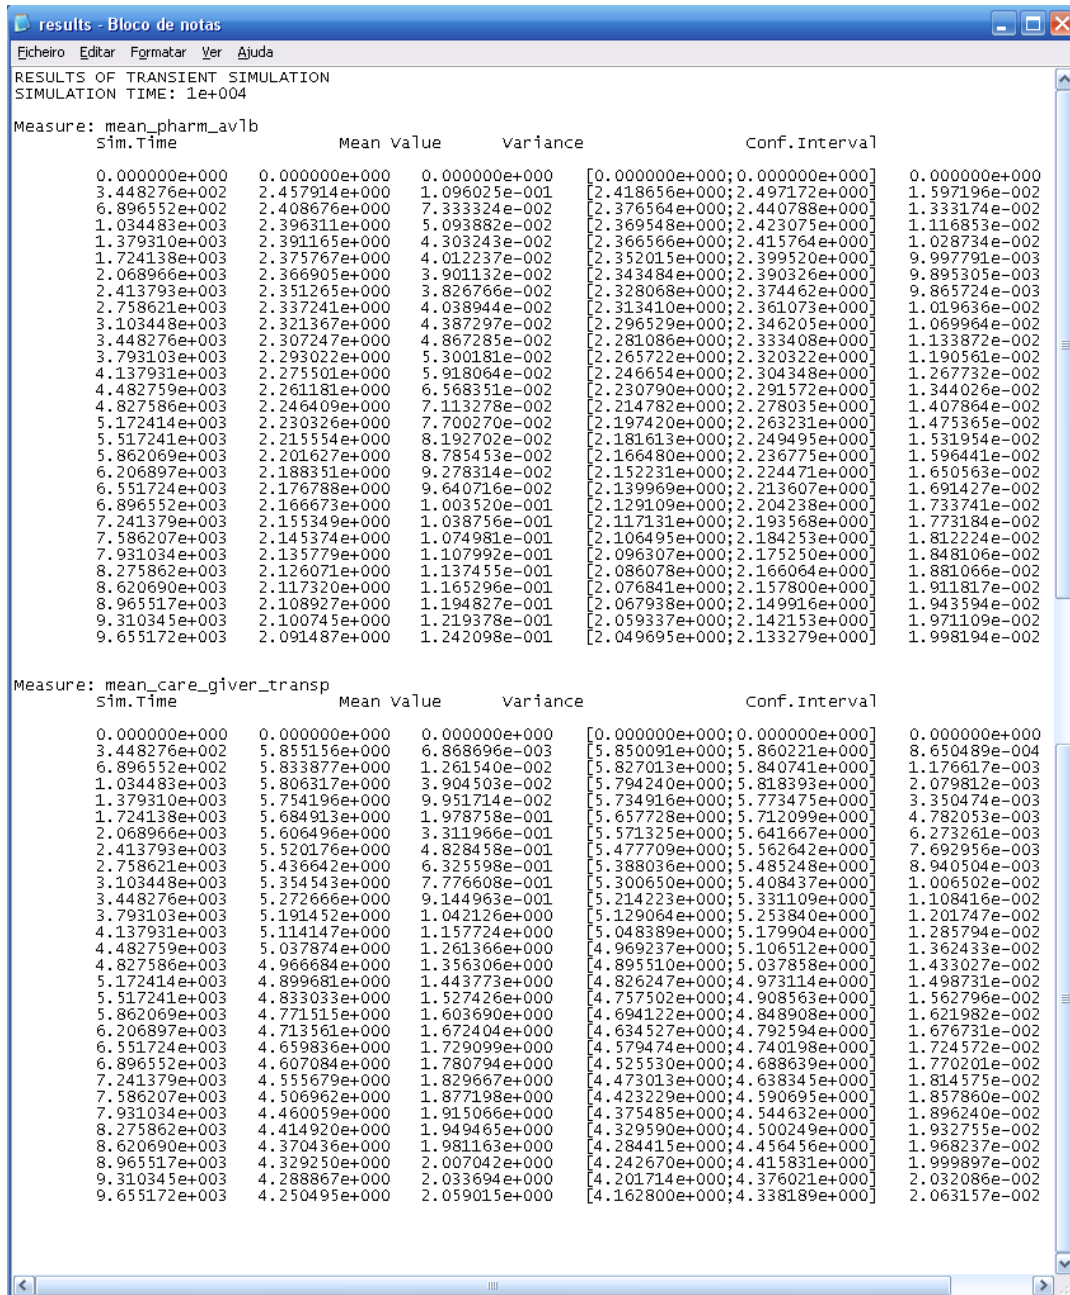 results - Bloco de notas
Ficheiro Editar Formatar Ver Ajuda
RESULTS OF TRANSIENT SIMULATION
SIMULATION TIME: 1e+004
Measure: mean_pharm_avlb
Sim.Time Mean Value Variance Conf.Interval
0.000000e+000 0.000000e+000 0.000000e+000 [0.000000e+000;0.000000e+000] 0.000000e+000
3.448276e+002 2.457914e+000 1.096025e-001 [2.418656e+000;2.497172e+000] 1.597196e-002
6.896552e+002 2.408676e+000 7.333324e-002 [2.376564e+000;2.440788e+000] 1.333174e-002
1.034483e+003 2.396311e+000 5.093882e-002 [2.369548e+000;2.423075e+000] 1.116853e-002
1.379310e+003 2.391165e+000 4.303243e-002 [2.366566e+000;2.415764e+000] 1.028734e-002
1.724138e+003 2.375767e+000 4.012237e-002 [2.352015e+000;2.399520e+000] 9.997791e-003
2.068966e+003 2.366905e+000 3.901132e-002 [2.343484e+000;2.390326e+000] 9.895305e-003
2.413793e+003 2.351265e+000 3.826766e-002 [2.328068e+000;2.374462e+000] 9.865724e-003
2.758621e+003 2.337241e+000 4.038944e-002 [2.313410e+000;2.361073e+000] 1.019636e-002
3.103448e+003 2.321367e+000 4.387297e-002 [2.296529e+000;2.346205e+000] 1.069964e-002
3.448276e+003 2.307247e+000 4.867285e-002 [2.281086e+000;2.333408e+000] 1.133872e-002
3.793103e+003 2.293022e+000 5.300181e-002 [2.265722e+000;2.320322e+000] 1.190561e-002
4.137931e+003 2.275501e+000 5.918064e-002 [2.246654e+000;2.304348e+000] 1.267732e-002
4.482759e+003 2.261181e+000 6.568351e-002 [2.230790e+000;2.291572e+000] 1.344026e-002
4.827586e+003 2.246409e+000 7.113278e-002 [2.214782e+000;2.278035e+000] 1.407864e-002
5.172414e+003 2.230326e+000 7.700270e-002 [2.197420e+000;2.263231e+000] 1.475365e-002
5.517241e+003 2.215554e+000 8.192702e-002 [2.181613e+000;2.249495e+000] 1.531954e-002
5.862069e+003 2.201627e+000 8.785453e-002 [2.166480e+000;2.236775e+000] 1.596441e-002
6.206897e+003 2.188351e+000 9.278314e-002 [2.152231e+000;2.224471e+000] 1.650563e-002
6.551724e+003 2.176788e+000 9.640716e-002 [2.139969e+000;2.213607e+000] 1.691427e-002
6.896552e+003 2.166673e+000 1.003520e-001 [2.129109e+000;2.204238e+000] 1.733741e-002
7.241379e+003 2.155349e+000 1.038756e-001 [2.117131e+000;2.193568e+000] 1.773184e-002
7.586207e+003 2.145374e+000 1.074981e-001 [2.106495e+000;2.184253e+000] 1.812224e-002
7.931034e+003 2.135779e+000 1.107992e-001 [2.096307e+000;2.175250e+000] 1.848106e-002
8.275862e+003 2.126071e+000 1.137455e-001 [2.086078e+000;2.166064e+000] 1.881066e-002
8.620690e+003 2.117320e+000 1.165296e-001 [2.076841e+000;2.157800e+000] 1.911817e-002
8.965517e+003 2.108927e+000 1.194827e-001 [2.067938e+000;2.149916e+000] 1.943594e-002
9.310345e+003 2.100745e+000 1.219378e-001 [2.059337e+000;2.142153e+000] 1.971109e-002
9.655172e+003 2.091487e+000 1.242098e-001 [2.049695e+000;2.133279e+000] 1.998194e-002
Measure: mean_care_giver_transp
Sim.Time Mean Value Variance Conf.Interval
0.000000e+000 0.000000e+000 0.000000e+000 [0.000000e+000;0.000000e+000] 0.000000e+000
3.448276e+002 5.855156e+000 6.868696e-003 [5.850091e+000;5.860221e+000] 8.650489e-004
6.896552e+002 5.833877e+000 1.261540e-002 [5.827013e+000;5.840741e+000] 1.176617e-003
1.034483e+003 5.806317e+000 3.904503e-002 [5.794240e+000;5.818393e+000] 2.079812e-003
1.379310e+003 5.754196e+000 9.951714e-002 [5.734916e+000;5.773475e+000] 3.350474e-003
1.724138e+003 5.684913e+000 1.978758e-001 [5.657728e+000;5.712099e+000] 4.782053e-003
2.068966e+003 5.606496e+000 3.311966e-001 [5.571325e+000;5.641667e+000] 6.273261e-003
2.413793e+003 5.520176e+000 4.828458e-001 [5.477709e+000;5.562642e+000] 7.692956e-003
2.758621e+003 5.436642e+000 6.325598e-001 [5.388036e+000;5.485248e+000] 8.940504e-003
3.103448e+003 5.354543e+000 7.776608e-001 [5.300650e+000;5.408437e+000] 1.006502e-002
3.448276e+003 5.272666e+000 9.144963e-001 [5.214223e+000;5.331109e+000] 1.108416e-002
3.793103e+003 5.191452e+000 1.042126e+000 [5.129064e+000;5.253840e+000] 1.201747e-002
4.137931e+003 5.114147e+000 1.157724e+000 [5.048389e+000;5.179904e+000] 1.285794e-002
4.482759e+003 5.037874e+000 1.261366e+000 [4.969237e+000;5.106512e+000] 1.362433e-002
4.827586e+003 4.966684e+000 1.356306e+000 [4.895510e+000;5.037858e+000] 1.433027e-002
5.172414e+003 4.899681e+000 1.443773e+000 [4.826247e+000;4.973114e+000] 1.498731e-002
5.517241e+003 4.833033e+000 1.527426e+000 [4.757502e+000;4.908563e+000] 1.562796e-002
5.862069e+003 4.771515e+000 1.603690e+000 [4.694122e+000;4.848908e+000] 1.621982e-002
6.206897e+003 4.713561e+000 1.672404e+000 [4.634527e+000;4.792594e+000] 1.676731e-002
6.551724e+003 4.659836e+000 1.729099e+000 [4.579474e+000;4.740198e+000] 1.724572e-002
6.896552e+003 4.607084e+000 1.780794e+000 [4.525530e+000;4.688639e+000] 1.770201e-002
7.241379e+003 4.555679e+000 1.829667e+000 [4.473013e+000;4.638345e+000] 1.814575e-002
7.586207e+003 4.506962e+000 1.877198e+000 [4.423229e+000;4.590695e+000] 1.857860e-002
7.931034e+003 4.460059e+000 1.915066e+000 [4.375485e+000;4.544632e+000] 1.896240e-002
8.275862e+003 4.414920e+000 1.949465e+000 [4.329590e+000;4.500249e+000] 1.932755e-002
8.620690e+003 4.370436e+000 1.981163e+000 [4.284415e+000;4.456456e+000] 1.968237e-002
8.965517e+003 4.329250e+000 2.007042e+000 [4.242670e+000;4.415831e+000] 1.999897e-002
9.310345e+003 4.288867e+000 2.033694e+000 [4.201714e+000;4.376021e+000] 2.032086e-002
9.655172e+003 4.250495e+000 2.059015e+000 [4.162800e+000;4.338189e+000] 2.063157e-002